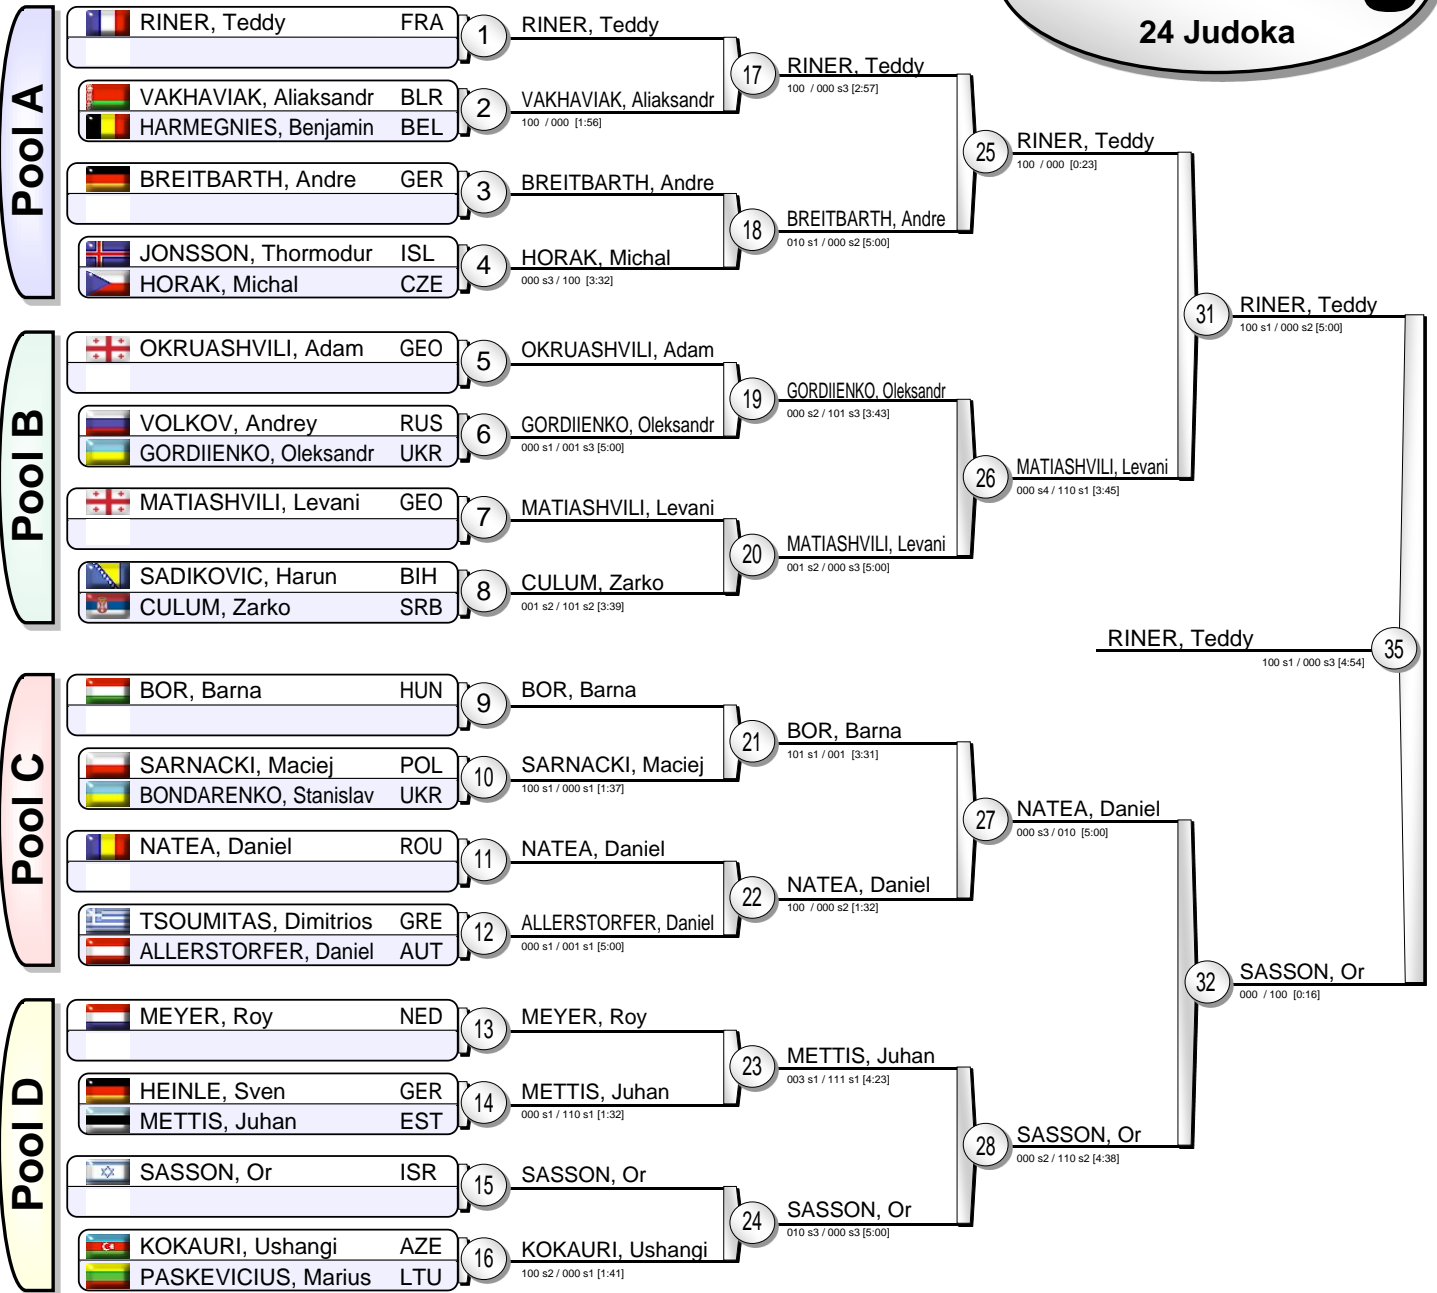 24 Judoka
Pool A
RINER, Teddy FRA
VAKHAVIAK, Aliaksandr BLR
HARMEGNIES, Benjamin BEL
BREITBARTH, Andre GER
JONSSON, Thormodur ISL
HORAK, Michal CZE
Pool B
OKRUASHVILI, Adam GEO
VOLKOV, Andrey RUS
GORDIIENKO, Oleksandr UKR
MATIASHVILI, Levani GEO
SADIKOVIC, Harun BIH
CULUM, Zarko SRB
Pool C
BOR, Barna HUN
SARNACKI, Maciej POL
BONDARENKO, Stanislav UKR
NATEA, Daniel ROU
TSOUMITAS, Dimitrios GRE
ALLERSTORFER, Daniel AUT
Pool D
MEYER, Roy NED
HEINLE, Sven GER
METTIS, Juhan EST
SASSON, Or ISR
KOKAURI, Ushangi AZE
PASKEVICIUS, Marius LTU
1 RINER, Teddy
2 VAKHAVIAK, Aliaksandr
100 / 000 [1:56]
3 BREITBARTH, Andre
4 HORAK, Michal
000 s3 / 100 [3:32]
5 OKRUASHVILI, Adam
6 GORDIIENKO, Oleksandr
000 s1 / 001 s3 [5:00]
7 MATIASHVILI, Levani
8 CULUM, Zarko
001 s2 / 101 s2 [3:39]
9 BOR, Barna
10 SARNACKI, Maciej
100 s1 / 000 s1 [1:37]
11 NATEA, Daniel
12 ALLERSTORFER, Daniel
000 s1 / 001 s1 [5:00]
13 MEYER, Roy
14 METTIS, Juhan
000 s1 / 110 s1 [1:32]
15 SASSON, Or
16 KOKAURI, Ushangi
100 s2 / 000 s1 [1:41]
17 RINER, Teddy
100 / 000 s3 [2:57]
18 BREITBARTH, Andre
010 s1 / 000 s2 [5:00]
19 GORDIIENKO, Oleksandr
000 s2 / 101 s3 [3:43]
20 MATIASHVILI, Levani
001 s2 / 000 s3 [5:00]
21 BOR, Barna
101 s1 / 001 [3:31]
22 NATEA, Daniel
100 / 000 s2 [1:32]
23 METTIS, Juhan
003 s1 / 111 s1 [4:23]
24 SASSON, Or
010 s3 / 000 s3 [5:00]
25 RINER, Teddy
100 / 000 [0:23]
26 MATIASHVILI, Levani
000 s4 / 110 s1 [3:45]
27 NATEA, Daniel
000 s3 / 010 [5:00]
28 SASSON, Or
000 s2 / 110 s2 [4:38]
31 RINER, Teddy
100 s1 / 000 s2 [5:00]
32 SASSON, Or
000 / 100 [0:16]
RINER, Teddy 35
100 s1 / 000 s3 [4:54]